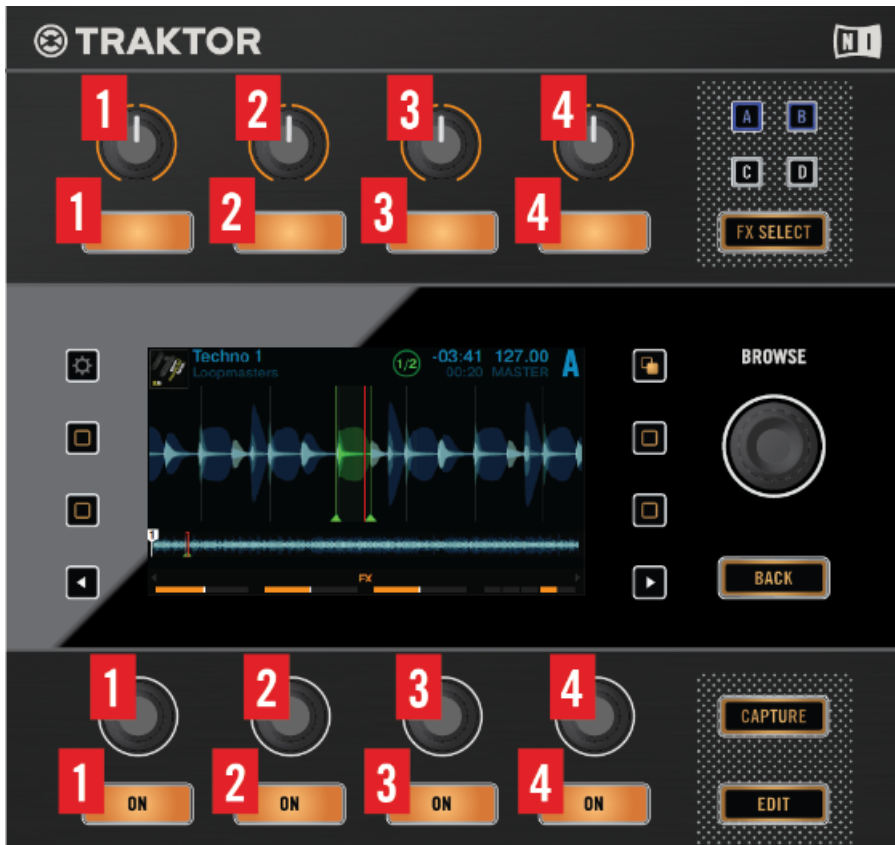 TRAKTOR NI
1 2 3 4
A B
1 2 3 4
C D
FX SELECT
Techno 1 1/2 -03:41 127.00 A
Loopmasters 00:20 MASTER
BROWSE
1
FX
BACK
1 2 3 4
CAPTURE
1 ON 2 ON 3 ON 4 ON
EDIT